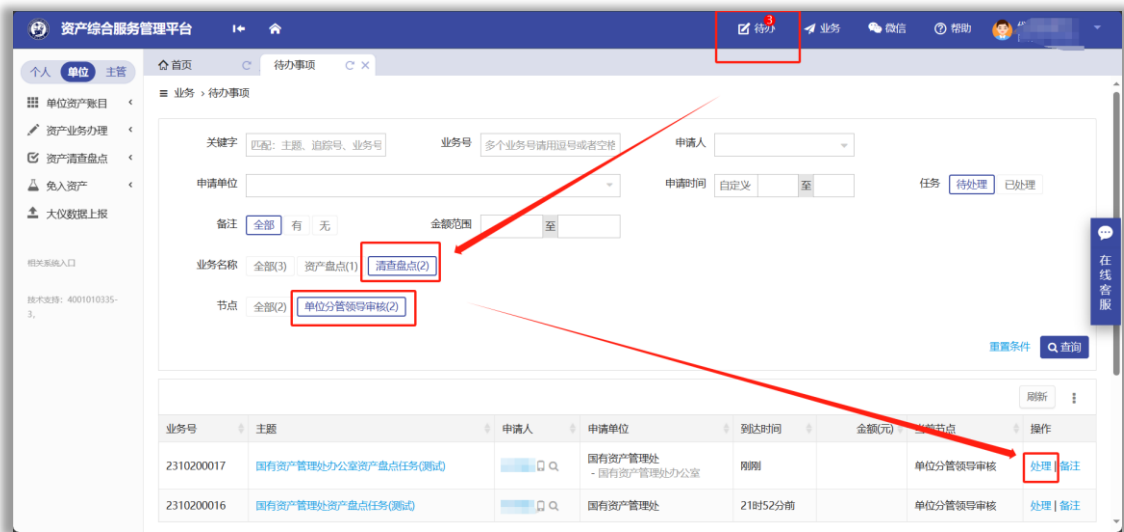 资产综合服务管理平台
待办 3 业务 微信 帮助
个人 单位 主管
首页 待办事项
单位资产账目
资产业务办理
资产清查盘点
免入资产
大仪数据上报
相关系统入口
技术支持：4001010335-
3。
业务 › 待办事项
关键字 匹配：主题、追踪号、业务号 业务号 多个业务号请用逗号或者空格 申请人
申请单位 申请时间 自定义 至 任务 待处理 已处理
备注 全部 有 无 金额范围 至
业务名称 全部(3) 资产盘点(1) 清查盘点(2)
节点 全部(2) 单位分管领导审核(2)
重置条件 查询
在线客服
刷新
业务号 主题 申请人 申请单位 到达时间 金额(元) 当前节点 操作
2310200017 国有资产管理处办公室资产盘点任务(测试) 国有资产管理处 刚刚 单位分管领导审核 处理 | 备注
- 国有资产管理处办公室
2310200016 国有资产管理处资产盘点任务(测试) 国有资产管理处 21时52分前 单位分管领导审核 处理 | 备注